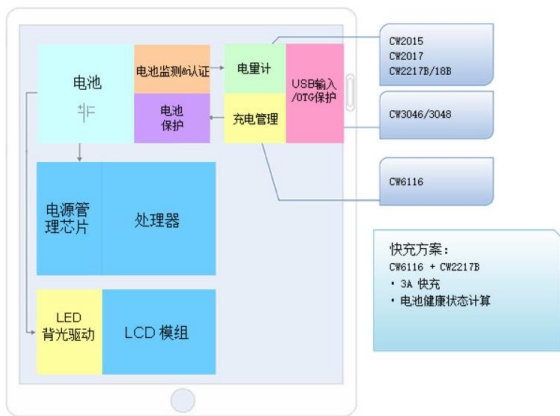 电池
电池监测&认证
电池
保护
电量计
充电管理
USB输入
/OTG保护
CW2015
CW2017
CW2217B/18B
CW3046/3048
CW6116
电源管
理芯片
处理器
LED
背光驱动
LCD 模组
快充方案:
CW6116 + CW2217B
· 3A 快充
· 电池健康状态计算